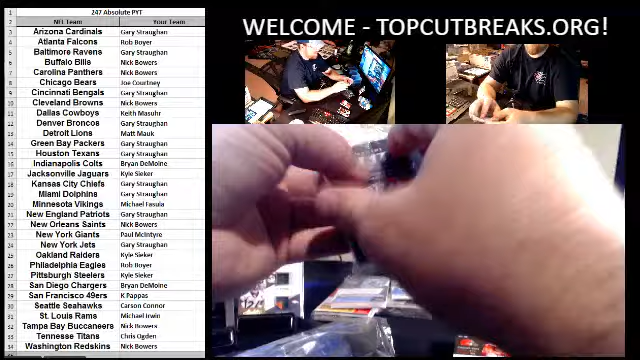 WELCOME - TOPCUTBREAKS.ORG!
247 Absolute PYT
NFL Team Your Team
Arizona Cardinals Gary Straughan
Atlanta Falcons Rob Boyer
Baltimore Ravens Gary Straughan
Buffalo Bills Nick Bowers
Carolina Panthers Nick Bowers
Chicago Bears Joe Courtney
Cincinnati Bengals Gary Straughan
Cleveland Browns Nick Bowers
Dallas Cowboys Keith Masuhr
Denver Broncos Gary Straughan
Detroit Lions Matt Mauk
Green Bay Packers Gary Straughan
Houston Texans Gary Straughan
Indianapolis Colts Bryan DeMoine
Jacksonville Jaguars Kyle Sieker
Kansas City Chiefs Gary Straughan
Miami Dolphins Gary Straughan
Minnesota Vikings Michael Fasula
New England Patriots Gary Straughan
New Orleans Saints Nick Bowers
New York Giants Paul McIntyre
New York Jets Gary Straughan
Oakland Raiders Kyle Sieker
Philadelphia Eagles Rob Boyer
Pittsburgh Steelers Kyle Sieker
San Diego Chargers Bryan DeMoine
San Francisco 49ers K Pappas
Seattle Seahawks Carson Connor
St. Louis Rams Michael Irwin
Tampa Bay Buccaneers Nick Bowers
Tennesse Titans Chris Ogden
Washington Redskins Nick Bowers